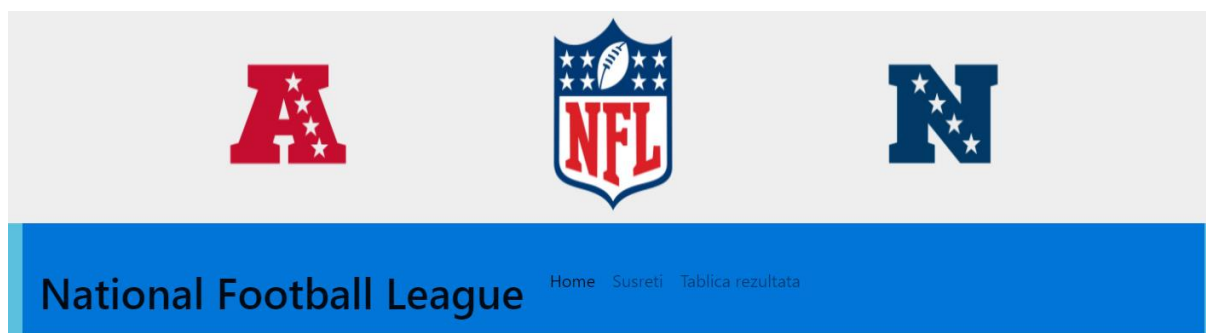 A
NFL
N
National Football League
Home Susreti Tablica rezultata